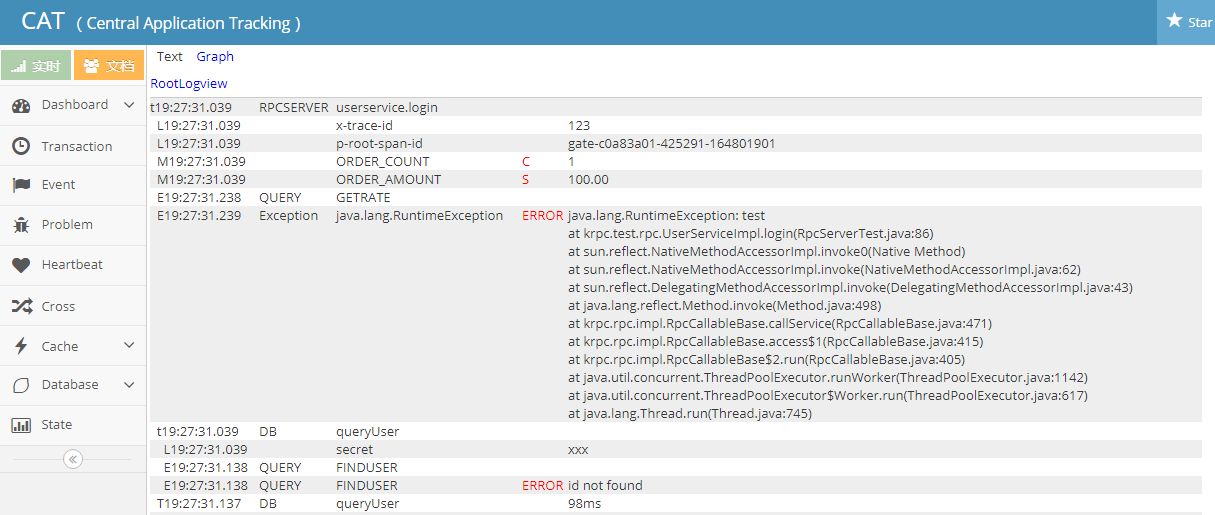 CAT ( Central Application Tracking )
Star
实时 文档
Text Graph
RootLogview
Dashboard
Transaction
Event
Problem
Heartbeat
Cross
Cache
Database
State
t19:27:31.039 RPCSERVER userservice.login
L19:27:31.039 x-trace-id 123
L19:27:31.039 p-root-span-id gate-c0a83a01-425291-164801901
M19:27:31.039 ORDER_COUNT C 1
M19:27:31.039 ORDER_AMOUNT S 100.00
E19:27:31.238 QUERY GETRATE
E19:27:31.239 Exception java.lang.RuntimeException ERROR java.lang.RuntimeException: test
at krpc.test.rpc.UserServiceImpl.login(RpcServerTest.java:86)
at sun.reflect.NativeMethodAccessorImpl.invoke0(Native Method)
at sun.reflect.NativeMethodAccessorImpl.invoke(NativeMethodAccessorImpl.java:62)
at sun.reflect.DelegatingMethodAccessorImpl.invoke(DelegatingMethodAccessorImpl.java:43)
at java.lang.reflect.Method.invoke(Method.java:498)
at krpc.rpc.impl.RpcCallableBase.callService(RpcCallableBase.java:471)
at krpc.rpc.impl.RpcCallableBase.access$1(RpcCallableBase.java:415)
at krpc.rpc.impl.RpcCallableBase$2.run(RpcCallableBase.java:405)
at java.util.concurrent.ThreadPoolExecutor.runWorker(ThreadPoolExecutor.java:1142)
at java.util.concurrent.ThreadPoolExecutor$Worker.run(ThreadPoolExecutor.java:617)
at java.lang.Thread.run(Thread.java:745)
t19:27:31.039 DB queryUser
L19:27:31.039 secret xxx
E19:27:31.138 QUERY FINDUSER
E19:27:31.138 QUERY FINDUSER ERROR id not found
T19:27:31.137 DB queryUser 98ms